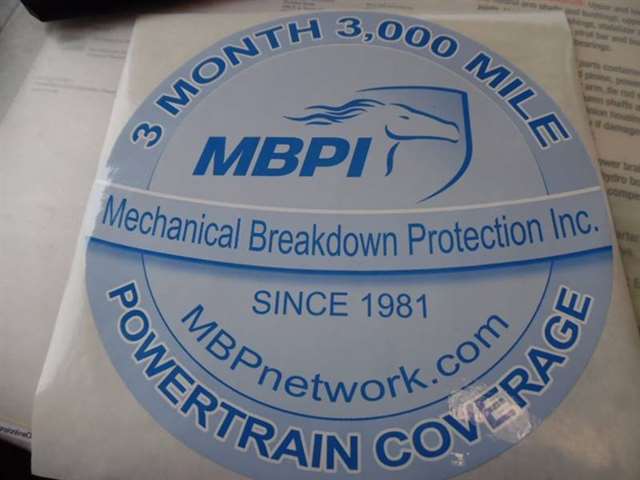 3 MONTH 3,000 MILE
MBPI
Mechanical Breakdown Protection Inc.
SINCE 1981
MBPnetwork.com
POWERTRAIN COVERAGE